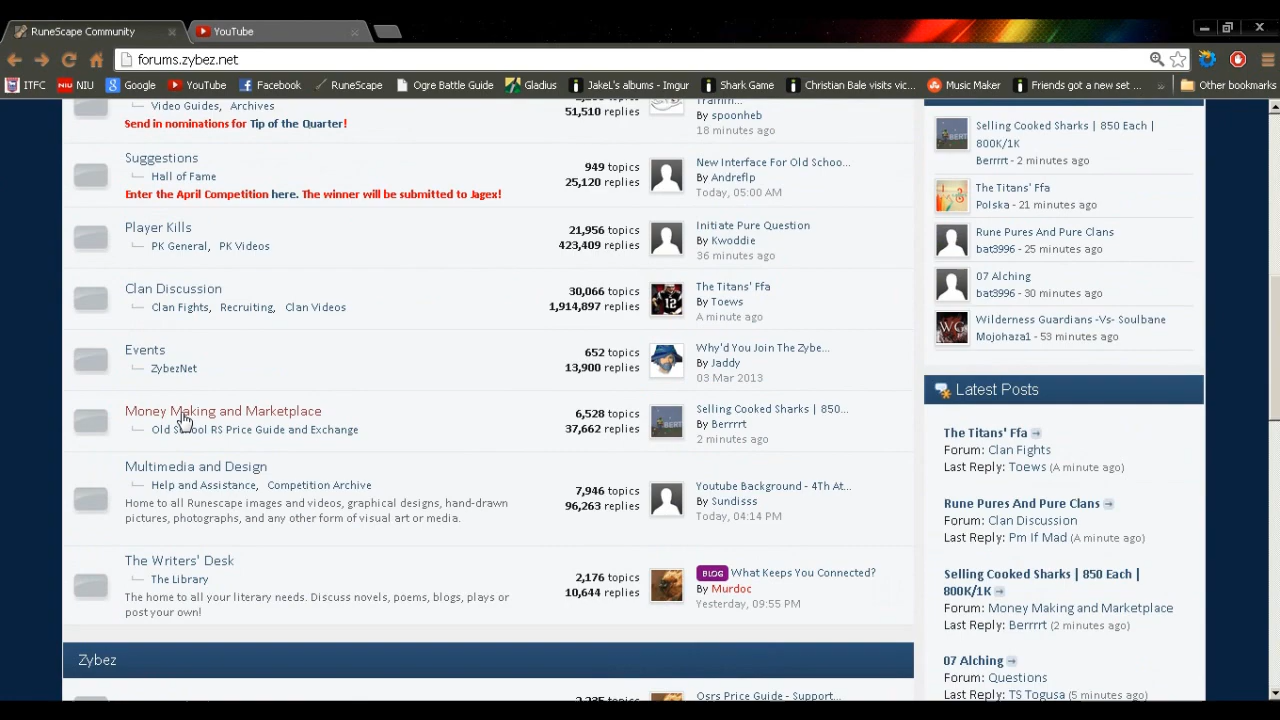 RuneScape Community
YouTube
forums.zybez.net
ITFC
NIU
Google
YouTube
Facebook
RuneScape
Ogre Battle Guide
Gladius
JakeL's albums - Imgur
Shark Game
Christian Bale visits vic...
Music Maker
Friends got a new set ...
»
Other bookmarks
Video Guides, Archives
Send in nominations for Tip of the Quarter!
51,510 replies
By spoonheb
18 minutes ago
Suggestions
Hall of Fame
Enter the April Competition here. The winner will be submitted to Jagex!
949 topics
25,120 replies
New Interface For Old Schoo...
By Andreflp
Today, 05:00 AM
Player Kills
PK General, PK Videos
21,956 topics
423,409 replies
Initiate Pure Question
By Kwoddie
36 minutes ago
Clan Discussion
Clan Fights, Recruiting, Clan Videos
30,066 topics
1,914,897 replies
The Titans' Ffa
By Toews
A minute ago
Events
ZybezNet
652 topics
13,900 replies
Why'd You Join The Zybe...
By Jaddy
03 Mar 2013
Money Making and Marketplace
Old School RS Price Guide and Exchange
6,528 topics
37,662 replies
Selling Cooked Sharks | 850...
By Berrrrt
2 minutes ago
Multimedia and Design
Help and Assistance, Competition Archive
Home to all Runescape images and videos, graphical designs, hand-drawn
pictures, photographs, and any other form of visual art or media.
7,946 topics
96,263 replies
Youtube Background - 4Th At...
By Sundisss
Today, 04:14 PM
The Writers' Desk
The Library
The home to all your literary needs. Discuss novels, poems, blogs, plays or
post your own!
2,176 topics
10,644 replies
BLOG What Keeps You Connected?
By Murdoc
Yesterday, 09:55 PM
Zybez
Osrs Price Guide - Support...
Selling Cooked Sharks | 850 Each |
800K/1K
Berrrrt - 2 minutes ago
The Titans' Ffa
Polska - 21 minutes ago
Rune Pures And Pure Clans
bat3996 - 25 minutes ago
07 Alching
bat3996 - 30 minutes ago
Wilderness Guardians -Vs- Soulbane
Mojohaza1 - 53 minutes ago
Latest Posts
The Titans' Ffa
Forum: Clan Fights
Last Reply: Toews (A minute ago)
Rune Pures And Pure Clans
Forum: Clan Discussion
Last Reply: Pm If Mad (A minute ago)
Selling Cooked Sharks | 850 Each |
800K/1K
Forum: Money Making and Marketplace
Last Reply: Berrrrt (2 minutes ago)
07 Alching
Forum: Questions
Last Reply: TS Togusa (5 minutes ago)